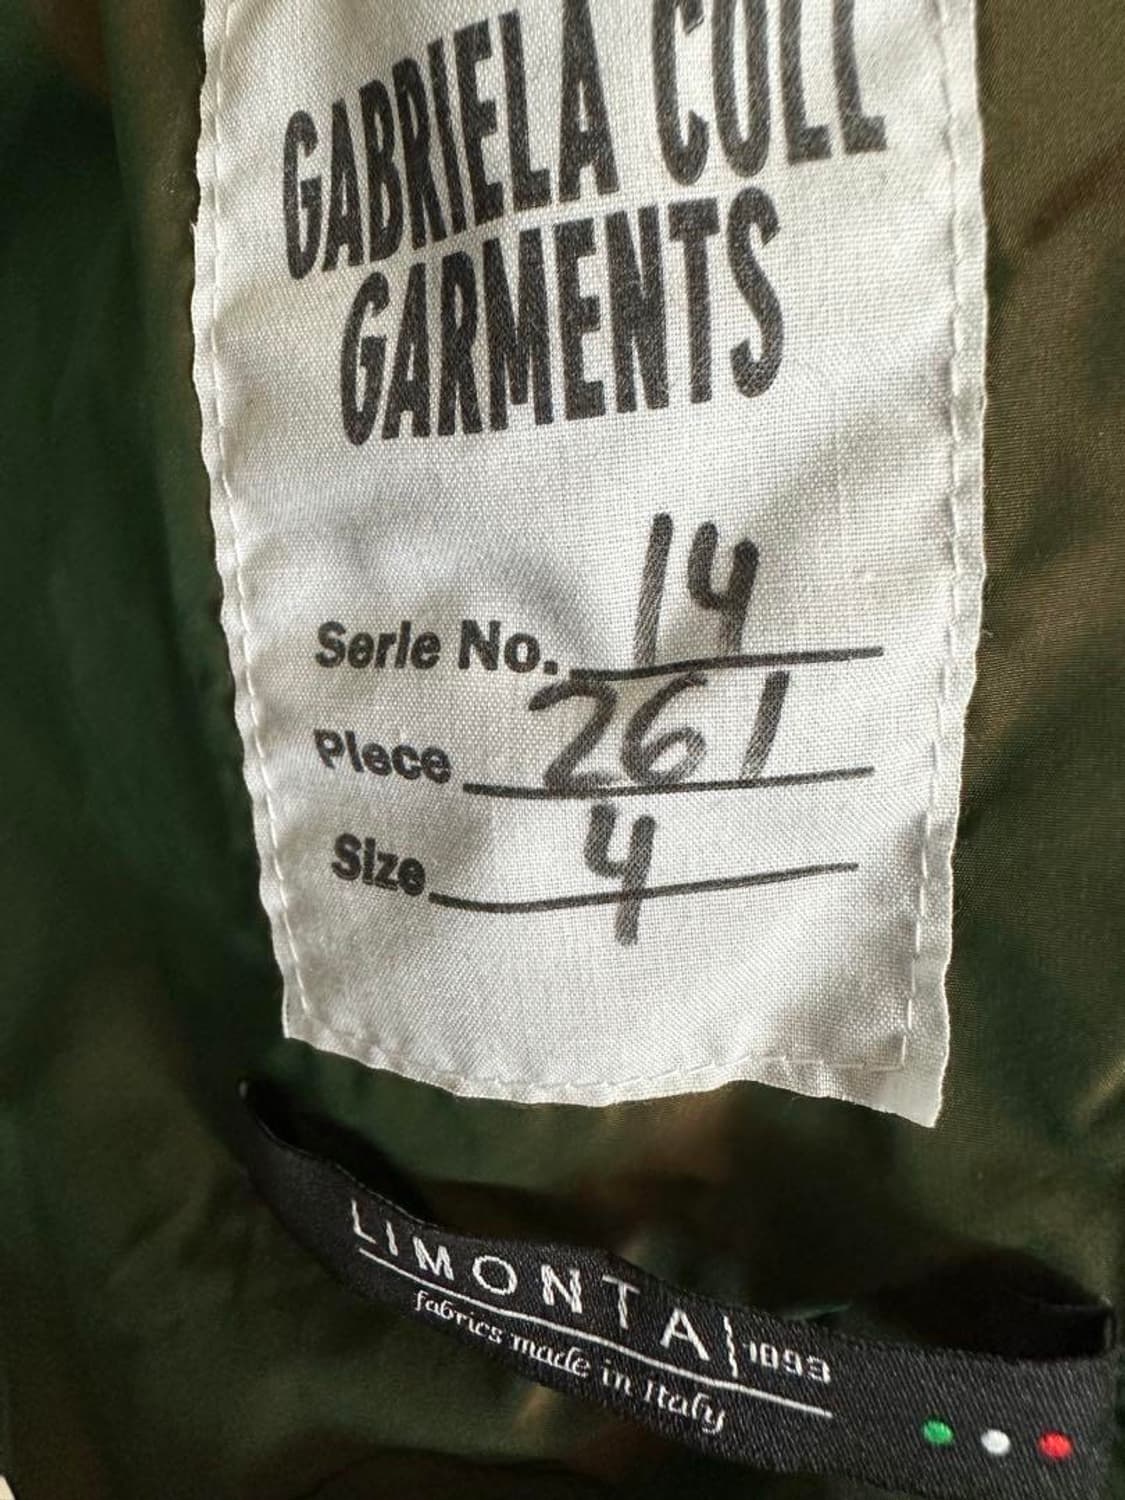 GABRIELA COLL
GARMENTS
Serie No. 14
Piece 261
Size 4
LIMONTA 1893
fabrics made in Italy